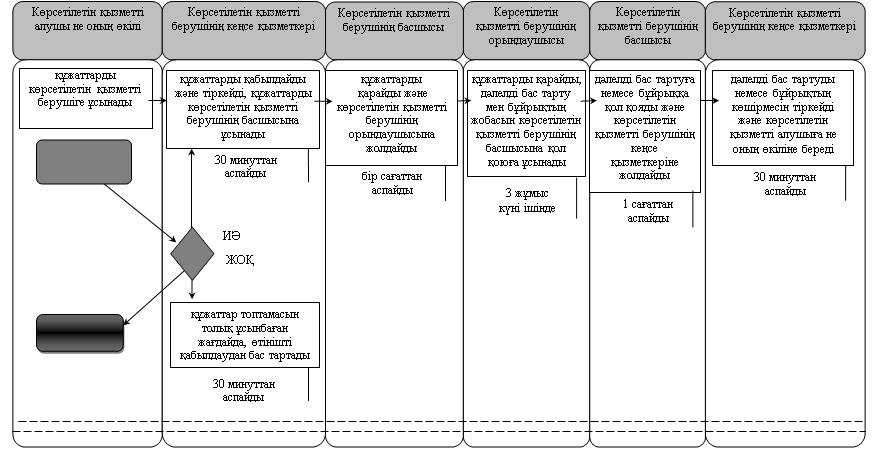 Көрсетілетін қызметті
алушы не оның өкілі
Көрсетілетін қызметті
берушінің кеңсе қызметкері
Көрсетілетін қызметті
берушінің басшысы
Көрсетілетін
қызметті берушінің
орындаушысы
Көрсетілетін
қызметті берушінің
басшысы
Көрсетілетін қызметті
берушінің кеңсе қызметкері
құжаттарды
көрсетілетін қызметті
берушіге ұсынады
құжаттарды қабылдайды
және тіркейді, құжаттарды
көрсетілетін қызметті
берушінің басшысына
ұсынады
30 минуттан
аспайды
құжаттарды
қарайды және
көрсетілетін қызметті
берушінің
орындаушысына
жолдайды
бір сағаттан
аспайды
құжаттарды қарайды,
дәлелді бас тарту
мен бұйрықтың
жобасын көрсетілетін
қызметті берушінің
басшысына қол
қоюға ұсынады
3 жұмыс
күні ішінде
дәлелді бас тартуға
немесе бұйрыққа
қол қояды және
көрсетілетін
қызметті берушінің
кеңсе
қызметкеріне
жолдайды
1 сағаттан
аспайды
дәлелді бас тартуды
немесе бұйрықтың
көшірмесін тіркейді
және көрсетілетін
қызметті алушыға не
оның өкіліне береді
30 минуттан
аспайды
ИӘ
ЖОҚ
құжаттар топтамасын
толық ұсынбаған
жағдайда, өтінішті
қабылдаудан бас тартады
30 минуттан
аспайды